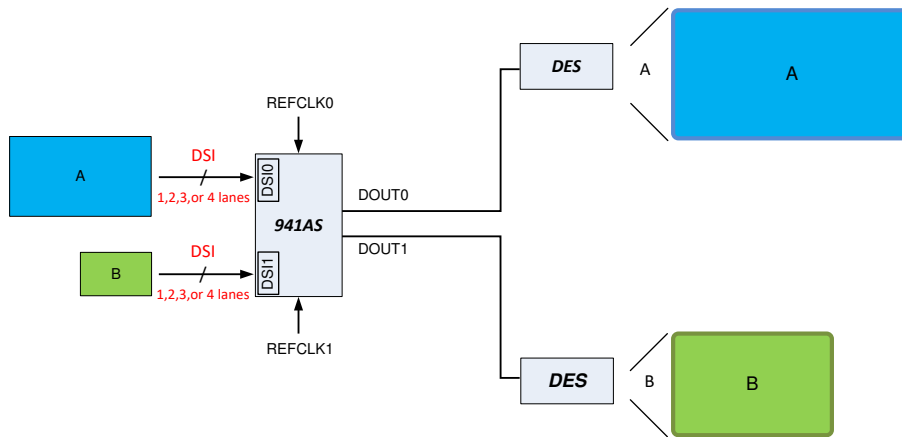 DES
A
A
REFCLK0
A
DSI
1,2,3,or 4 lanes
DSI0
DOUT0
941AS
DOUT1
B
DSI
1,2,3,or 4 lanes
DSI1
REFCLK1
DES
B
B